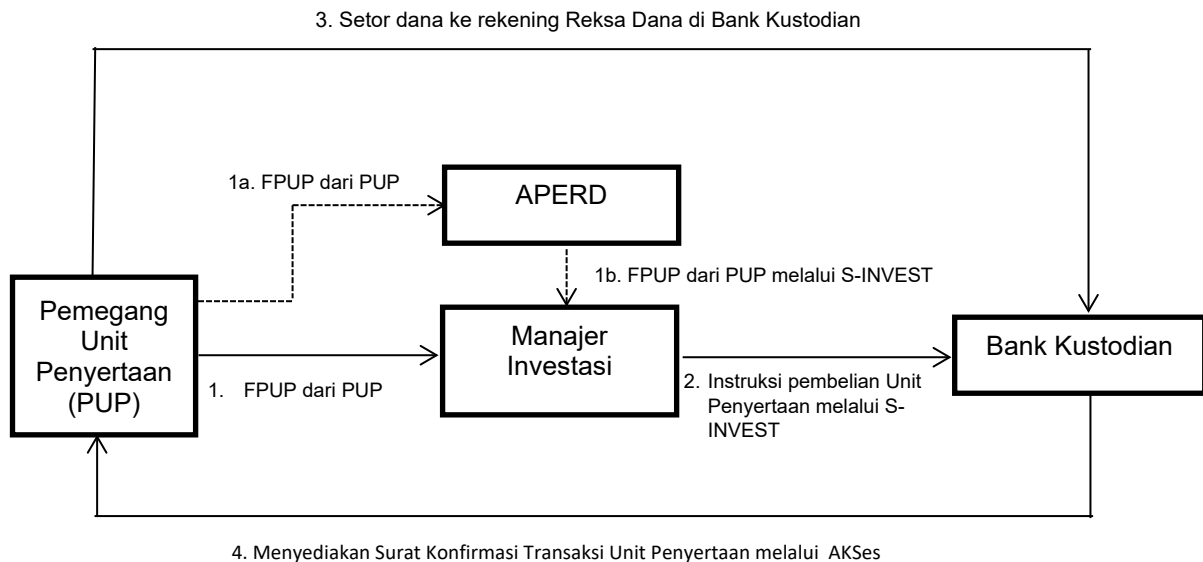 3. Setor dana ke rekening Reksa Dana di Bank Kustodian
1a. FPUP dari PUP
APERD
1b. FPUP dari PUP melalui S-INVEST
Pemegang
Unit
Penyertaan
(PUP)
Manajer
Investasi
Bank Kustodian
1. FPUP dari PUP
2. Instruksi pembelian Unit
Penyertaan melalui S-
INVEST
4. Menyediakan Surat Konfirmasi Transaksi Unit Penyertaan melalui AKSes